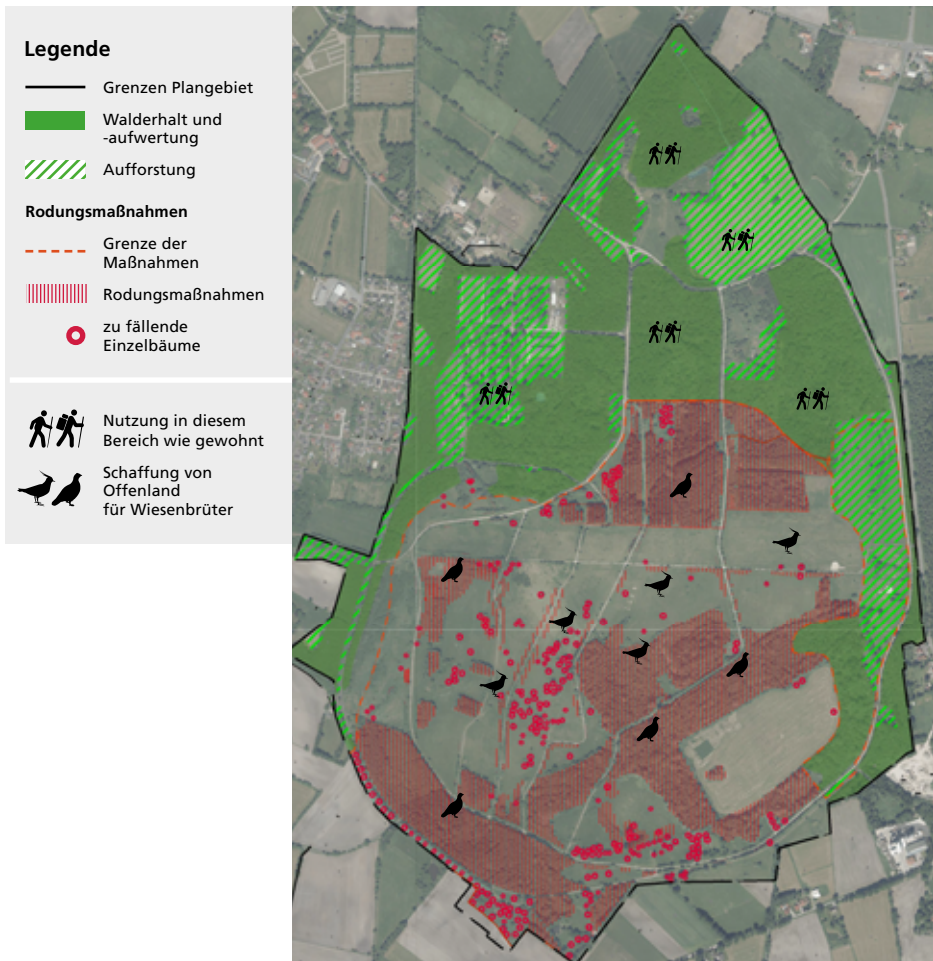 Legende
Grenzen Plangebiet
Walderhalt und
-aufwertung
Aufforstung
Rodungsmaßnahmen
Grenze der
Maßnahmen
Rodungsmaßnahmen
zu fällende
Einzelbäume
Nutzung in diesem
Bereich wie gewohnt
Schaffung von
Offenland
für Wiesenbrüter